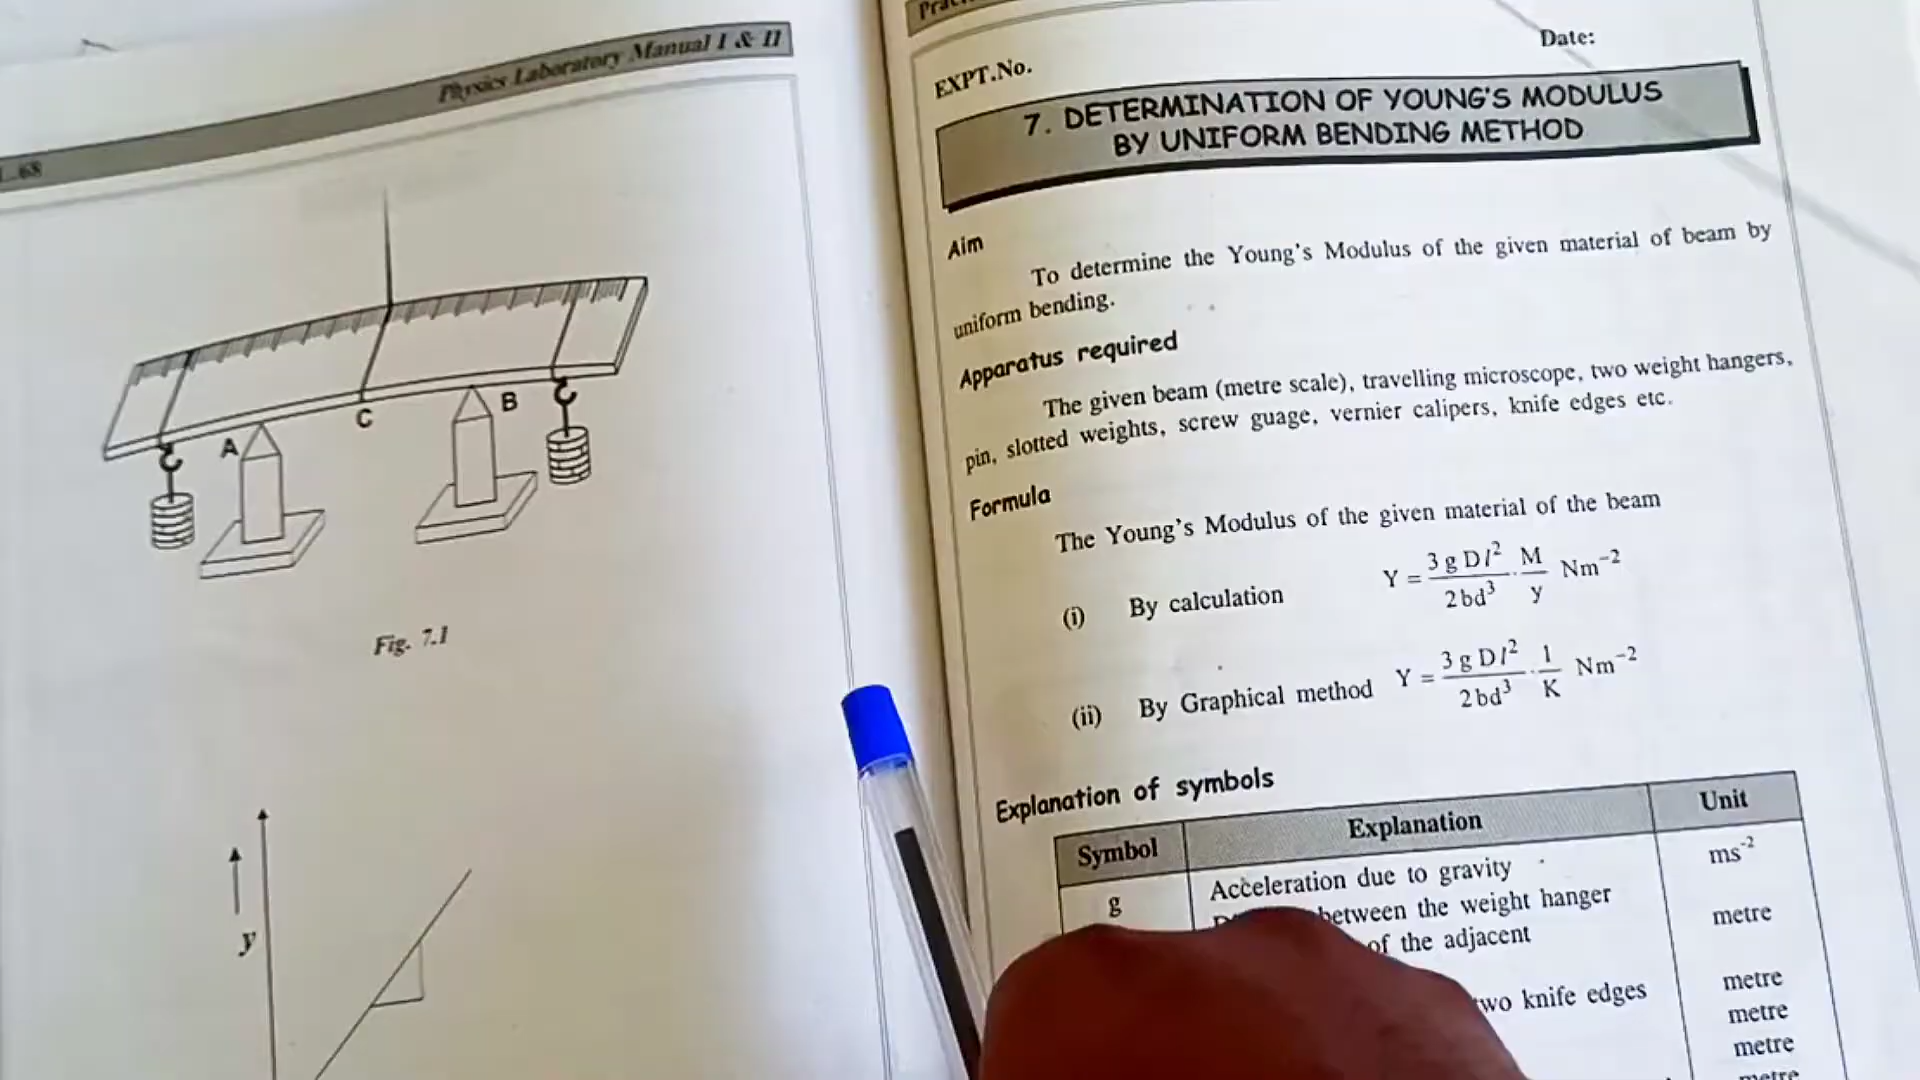 Physics Laboratory Manual I & II
68
A
C
B
Fig. 7.1
y
Date:
EXPT.No.
7. DETERMINATION OF YOUNG'S MODULUS
BY UNIFORM BENDING METHOD
Aim
To determine the Young's Modulus of the given material of beam by
uniform bending.
Apparatus required
The given beam (metre scale), travelling microscope, two weight hangers,
pin, slotted weights, screw guage, vernier calipers, knife edges etc.
Formula
The Young's Modulus of the given material of the beam
(i) By calculation Y = 3 g D l² / 2 bd³ · M / y Nm⁻²
(ii) By Graphical method Y = 3 g D l² / 2 bd³ · 1 / K Nm⁻²
Explanation of symbols
Symbol Explanation Unit
g Acceleration due to gravity ms⁻²
between the weight hanger metre
of the adjacent
two knife edges metre
metre
metre
metre